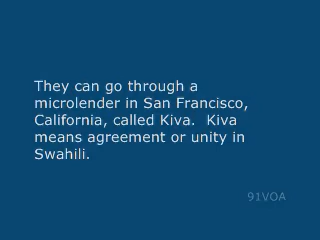 They can go through a
microlender in San Francisco,
California, called Kiva.  Kiva
means agreement or unity in
Swahili.
91VOA